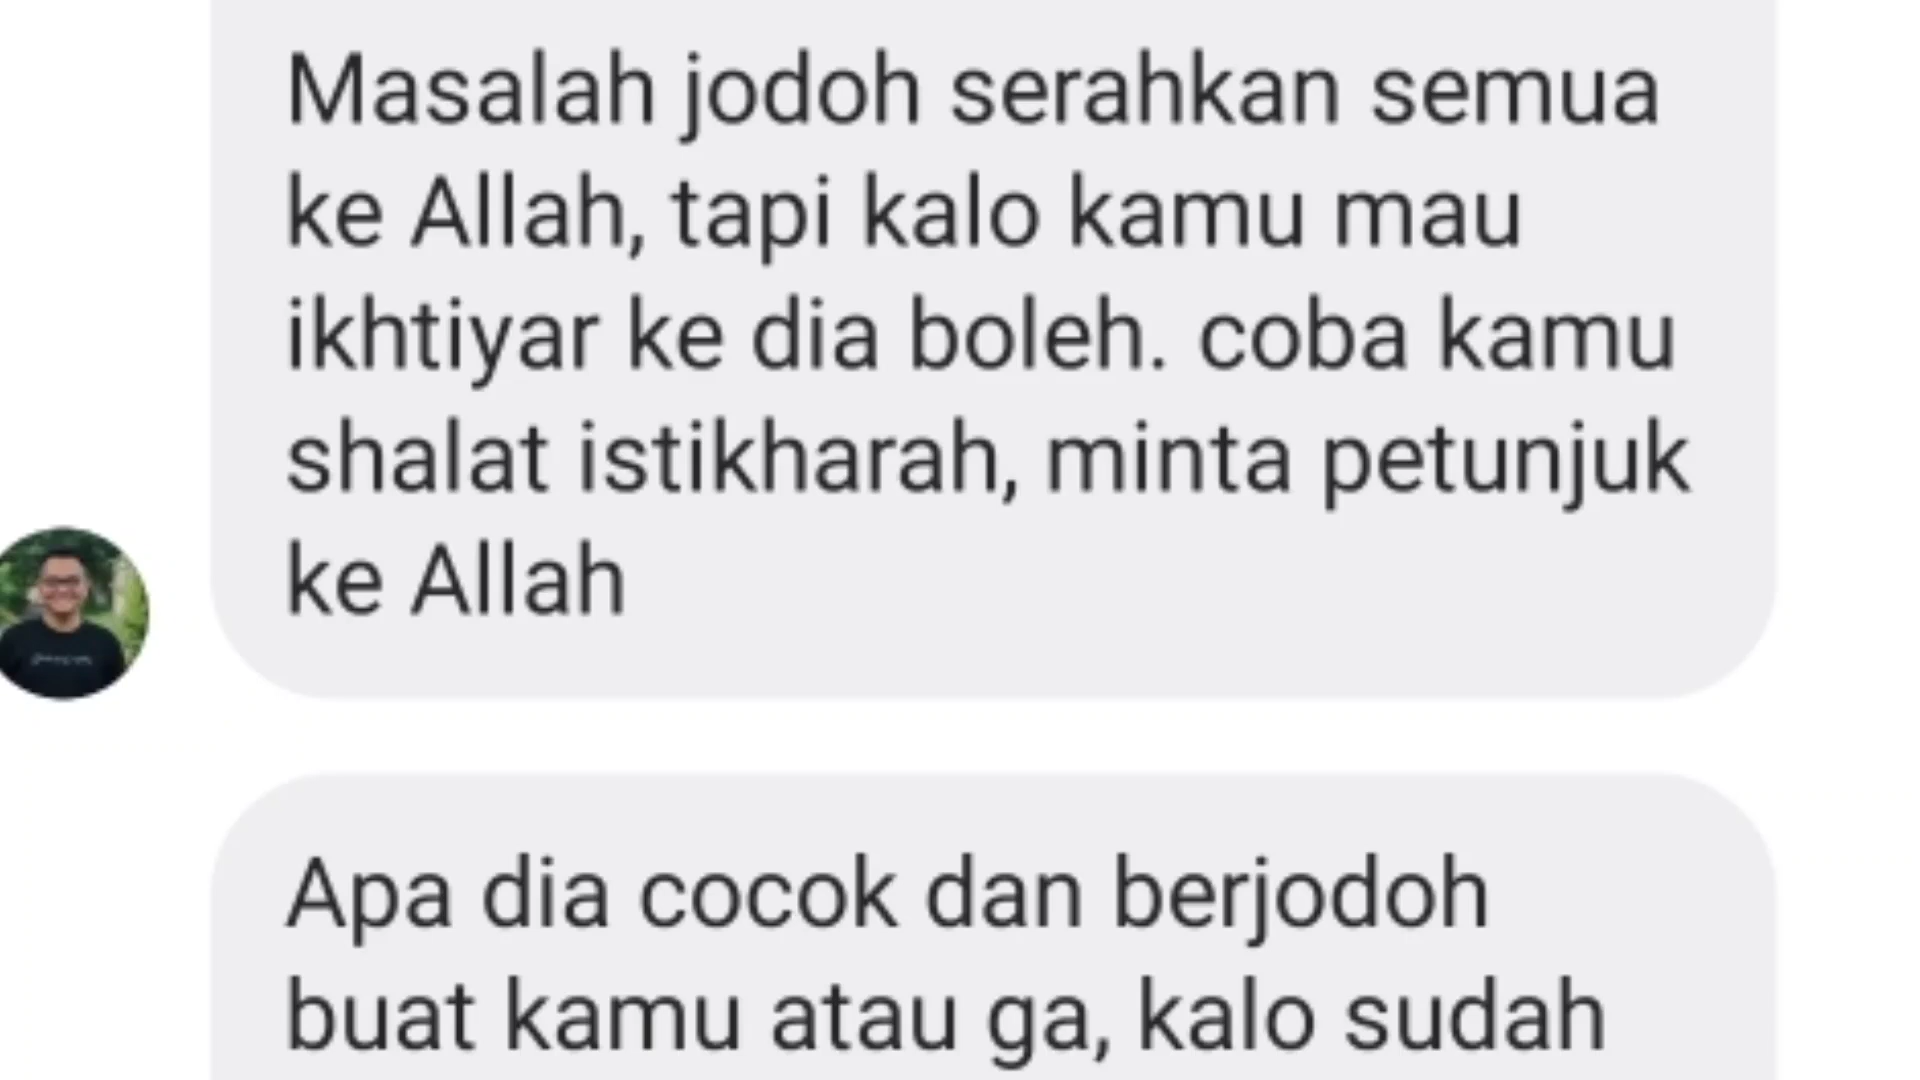 Masalah jodoh serahkan semua
ke Allah, tapi kalo kamu mau
ikhtiyar ke dia boleh. coba kamu
shalat istikharah, minta petunjuk
ke Allah
Apa dia cocok dan berjodoh
buat kamu atau ga, kalo sudah